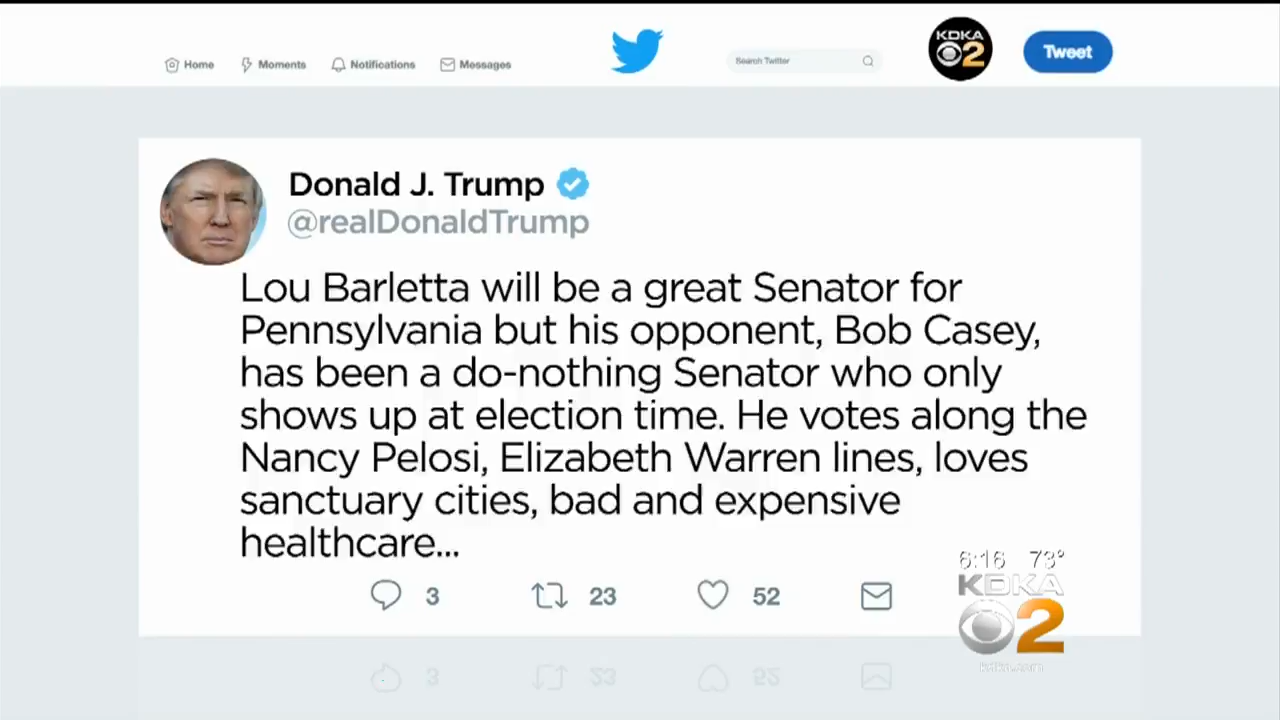 Home Moments Notifications Messages Search Twitter KDKA 2 Tweet
Donald J. Trump
@realDonaldTrump
Lou Barletta will be a great Senator for
Pennsylvania but his opponent, Bob Casey,
has been a do-nothing Senator who only
shows up at election time. He votes along the
Nancy Pelosi, Elizabeth Warren lines, loves
sanctuary cities, bad and expensive
healthcare...
3 23 52
6:16 73°
KDKA
2
kdka.com